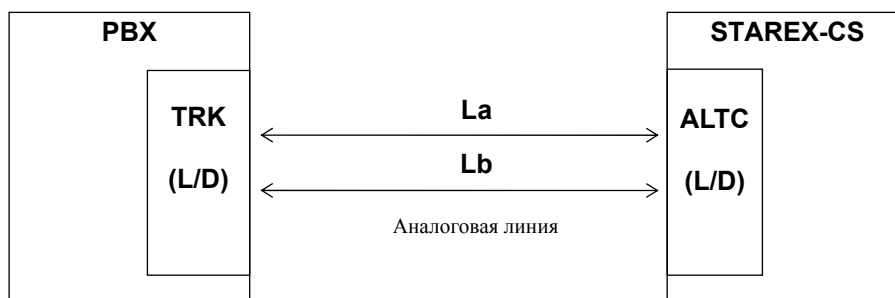 PBX
STAREX-CS
TRK
(L/D)
La
Lb
Аналоговая линия
ALTC
(L/D)